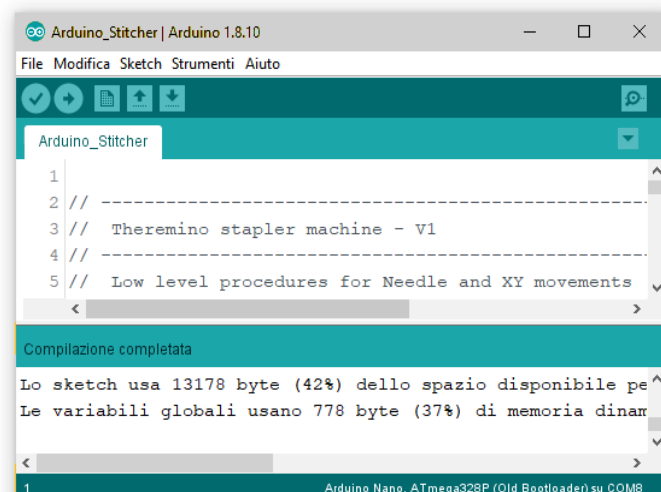 Arduino_Stitcher | Arduino 1.8.10
File Modifica Sketch Strumenti Aiuto
Arduino_Stitcher
1
2 // ---------------------------------------------------
3 // Theremino stapler machine - V1
4 // ---------------------------------------------------
5 // Low level procedures for Needle and XY movements
Compilazione completata
Lo sketch usa 13178 byte (42%) dello spazio disponibile pe
Le variabili globali usano 778 byte (37%) di memoria dinam
1 Arduino Nano, ATmega328P (Old Bootloader) su COM8